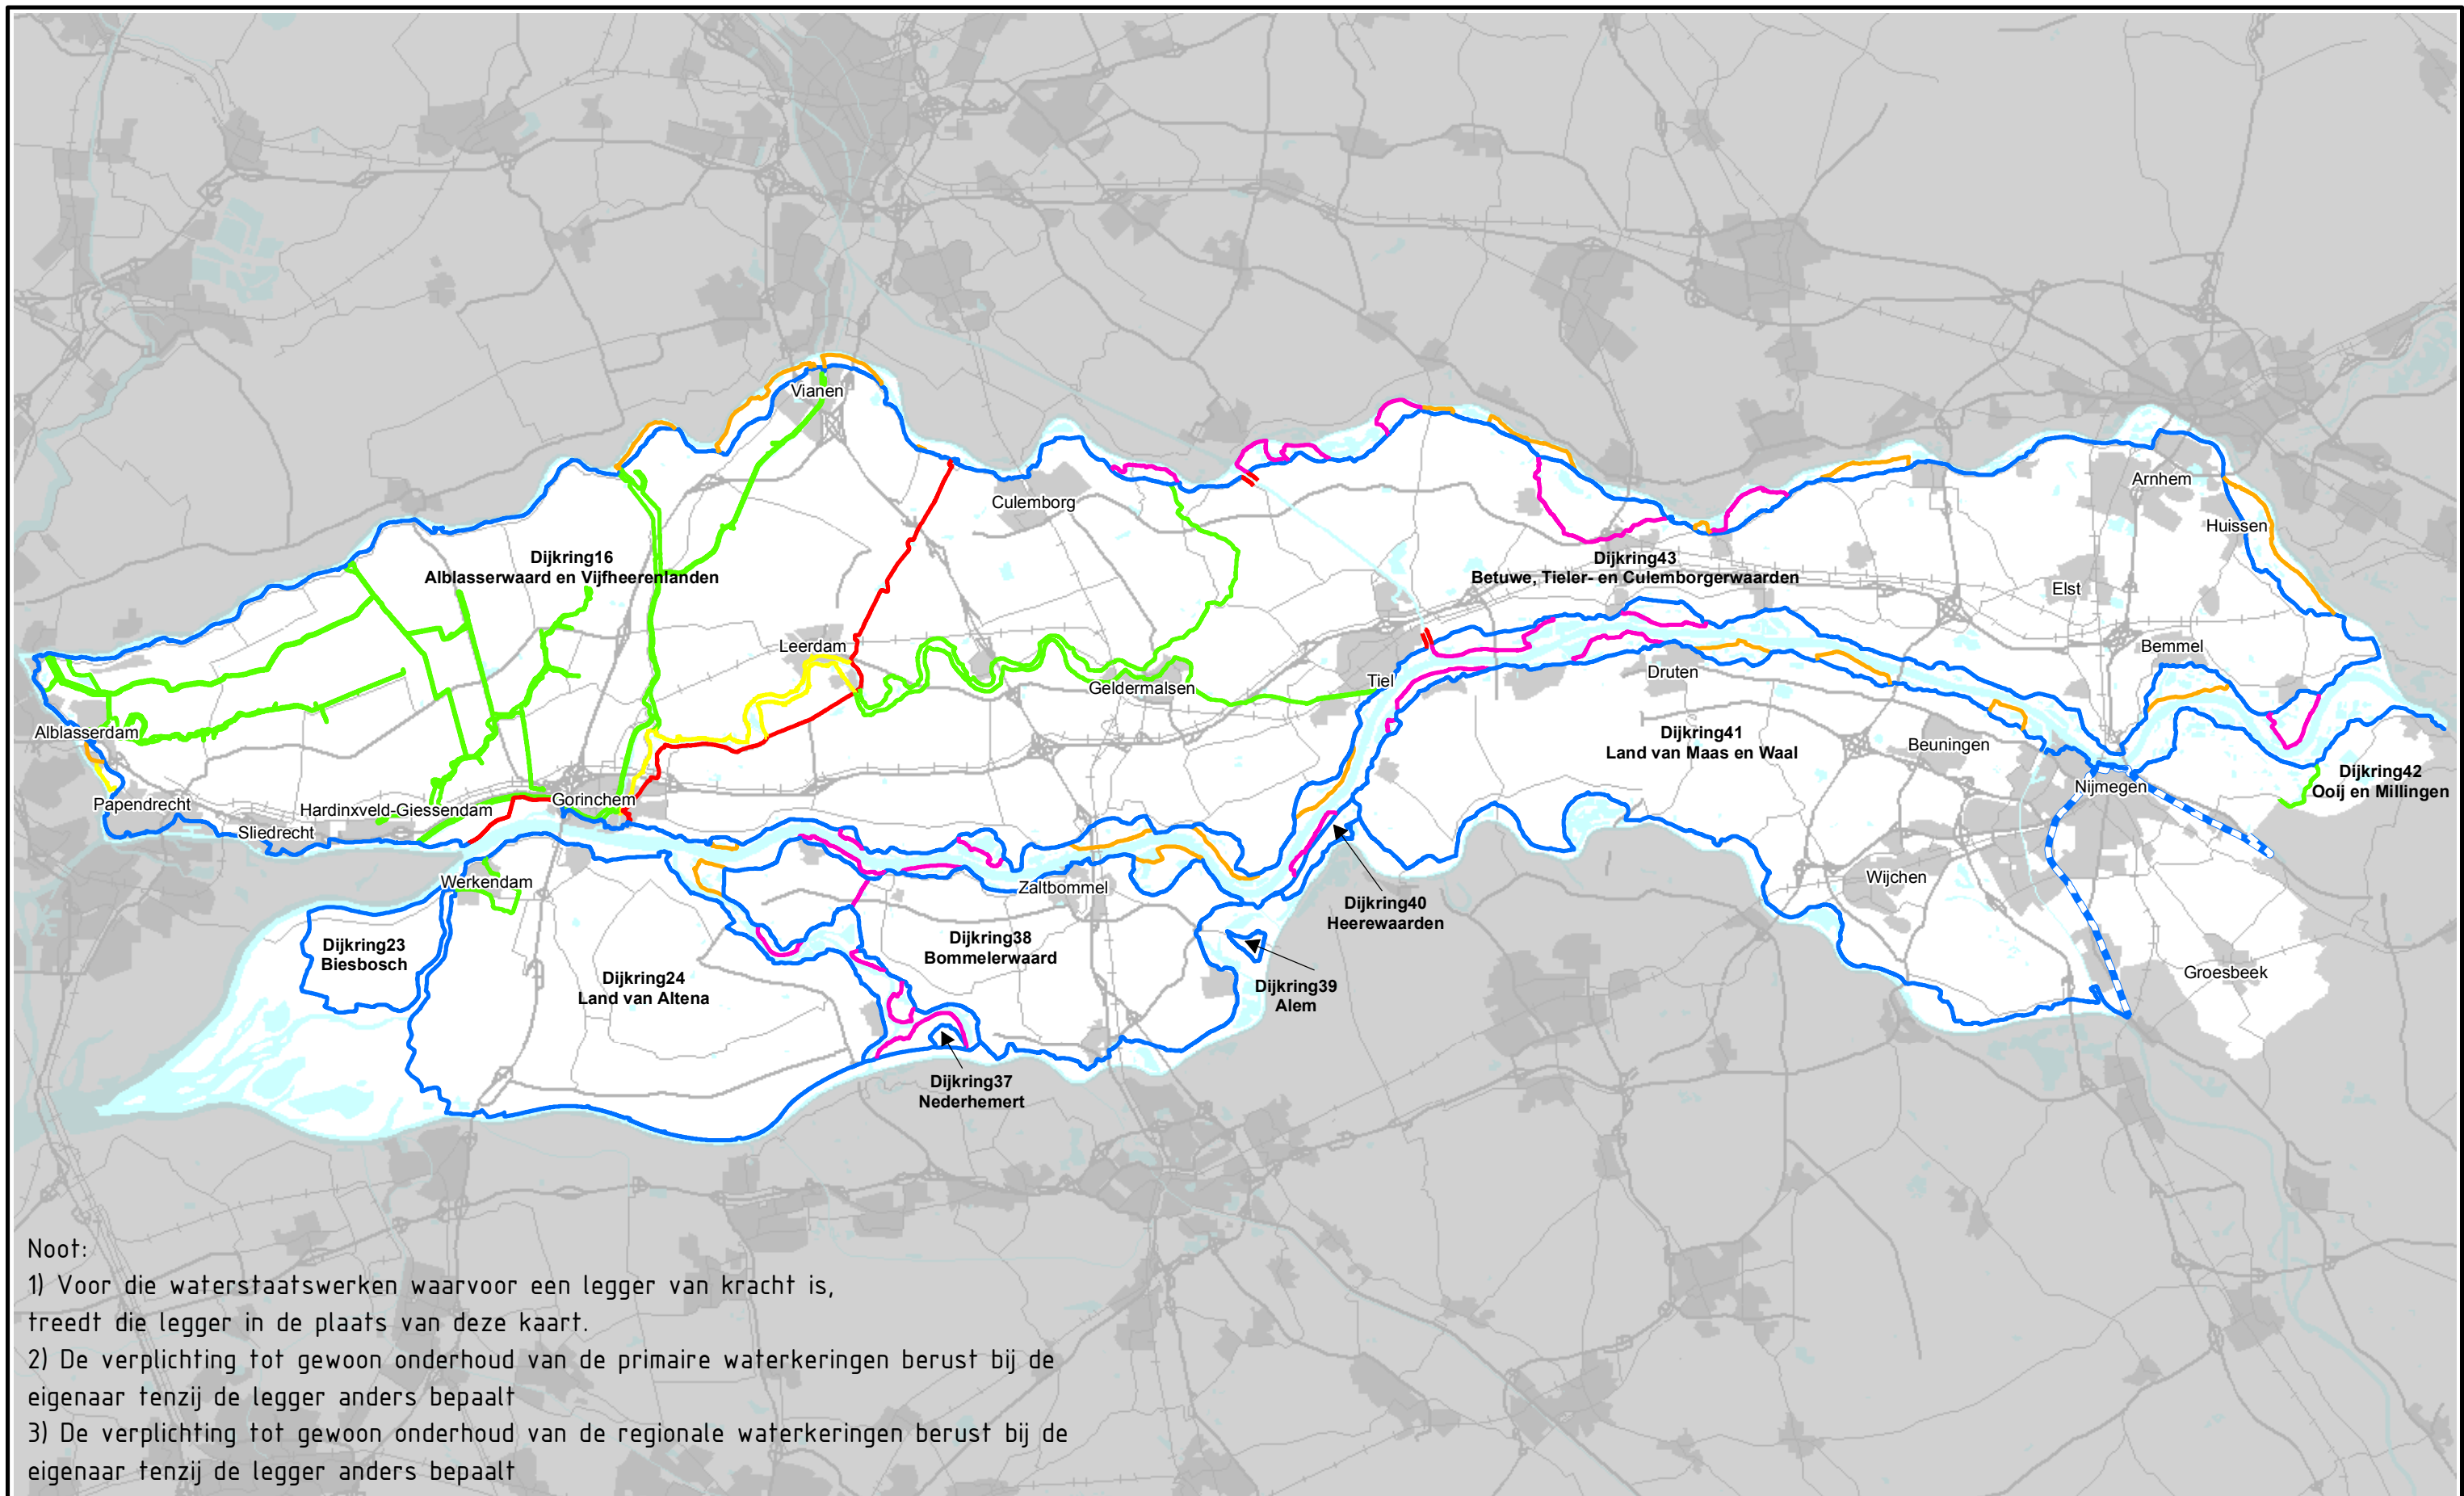 Vianen
Culemborg
Arnhem
Huissen
Dijkring16
Alblasserwaard en Vijfheerenlanden
Dijkring43
Betuwe, Tieler- en Culemborgerwaarden
Elst
Leerdam
Bemmel
Geldermalsen
Tiel
Druten
Alblasserdam
Dijkring41
Land van Maas en Waal
Beuningen
Dijkring42
Ooij en Millingen
Nijmegen
Papendrecht
Hardinxveld-Giessendam
Gorinchem
Sliedrecht
Werkendam
Zaltbommel
Wijchen
Dijkring40
Heerewaarden
Dijkring23
Biesbosch
Dijkring38
Bommelerwaard
Dijkring24
Land van Altena
Dijkring39
Alem
Groesbeek
Dijkring37
Nederhemert
Noot:
1) Voor die waterstaatswerken waarvoor een legger van kracht is,
treedt die legger in de plaats van deze kaart.
2) De verplichting tot gewoon onderhoud van de primaire waterkeringen berust bij de
eigenaar tenzij de legger anders bepaalt
3) De verplichting tot gewoon onderhoud van de regionale waterkeringen berust bij de
eigenaar tenzij de legger anders bepaalt